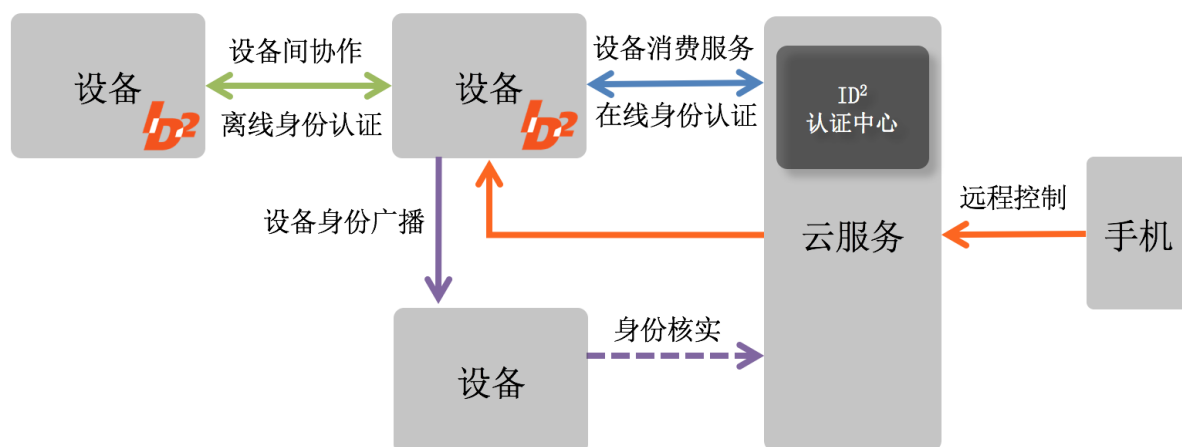 设备
ID²
设备间协作
离线身份认证
设备
ID²
设备消费服务
在线身份认证
ID²
认证中心
云服务
远程控制
手机
设备身份广播
设备
身份核实